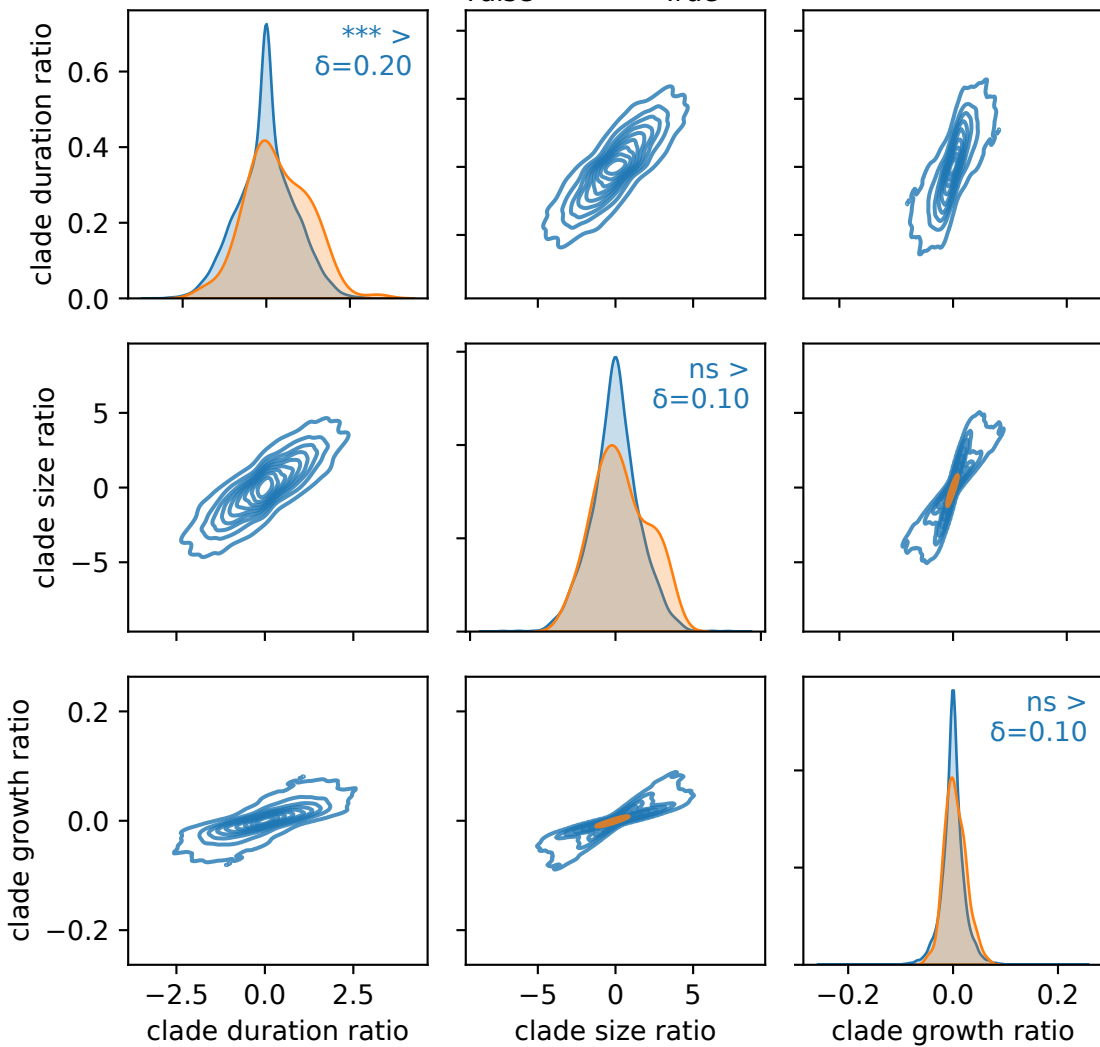 *** >
δ=0.20
clade duration ratio
0.6
0.4
0.2
0.0
ns >
δ=0.10
clade size ratio
5
0
−5
ns >
δ=0.10
clade growth ratio
0.2
0.0
−0.2
−2.5 0.0 2.5 −5 0 5 −0.2 0.0 0.2
clade duration ratio clade size ratio clade growth ratio